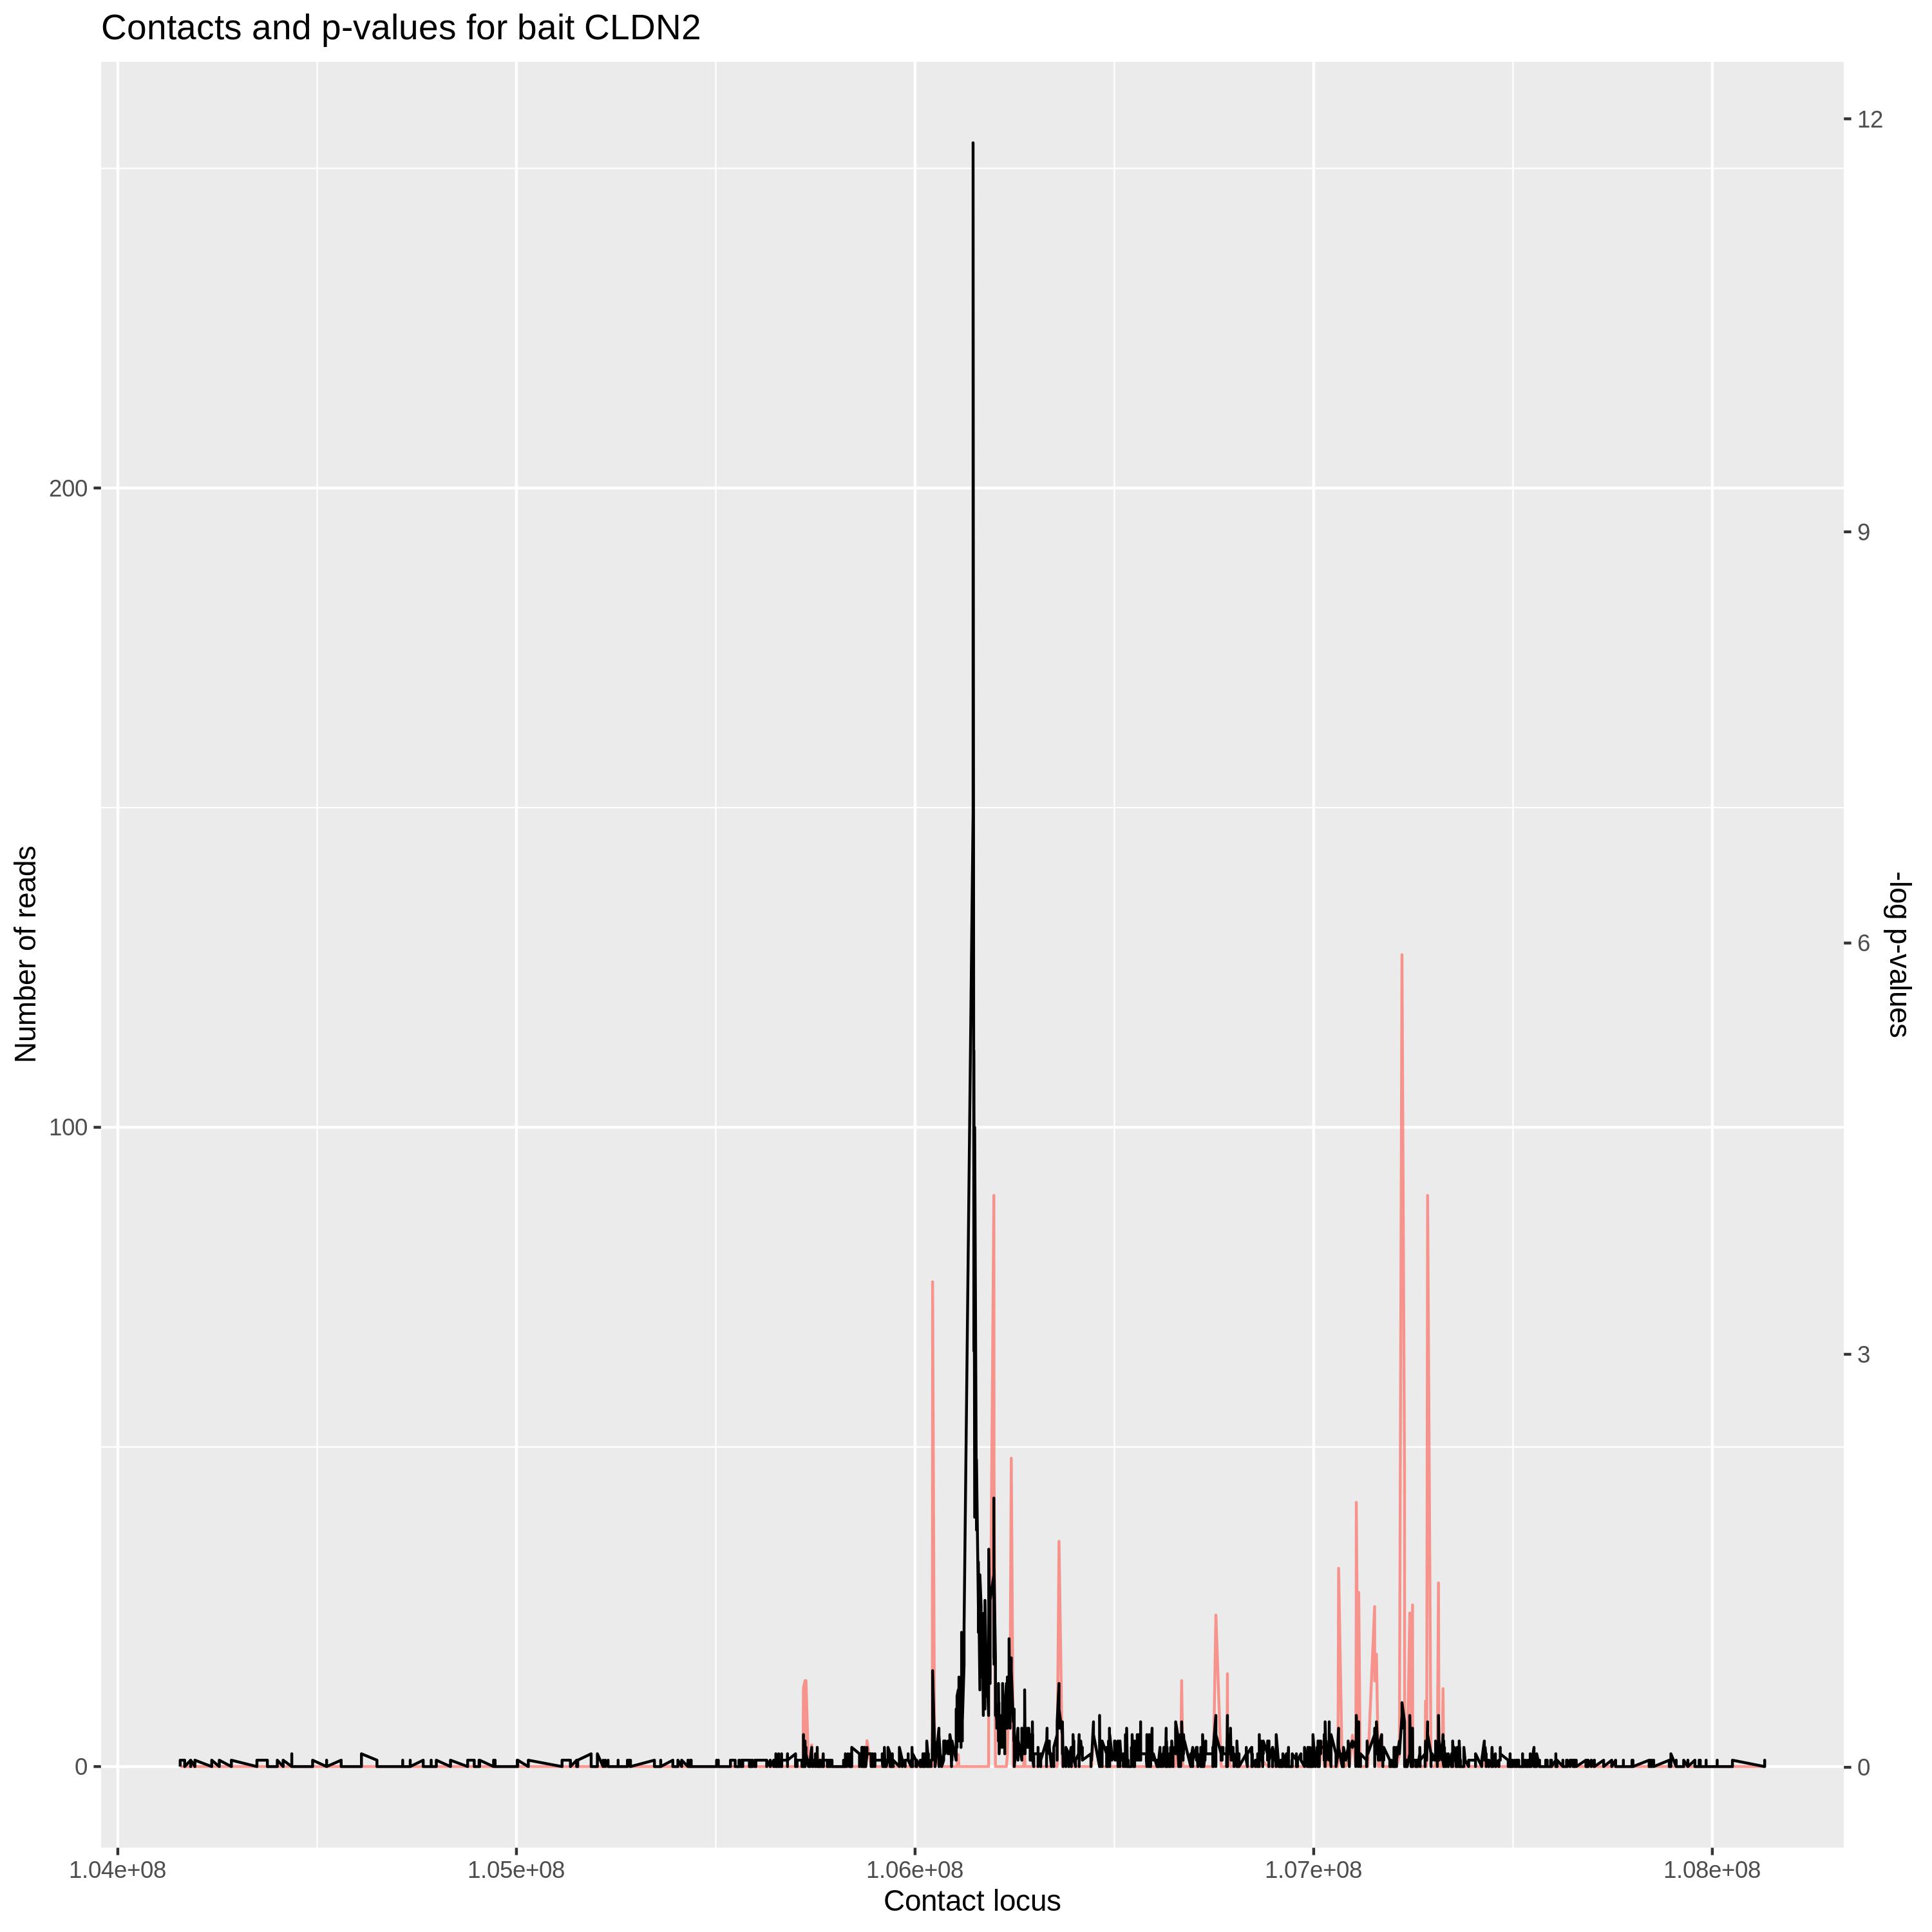 Contacts and p-values for bait CLDN2
12
9
6
3
0
-log p-values
200
100
0
Number of reads
1.04e+08
1.05e+08
1.06e+08
1.07e+08
1.08e+08
Contact locus